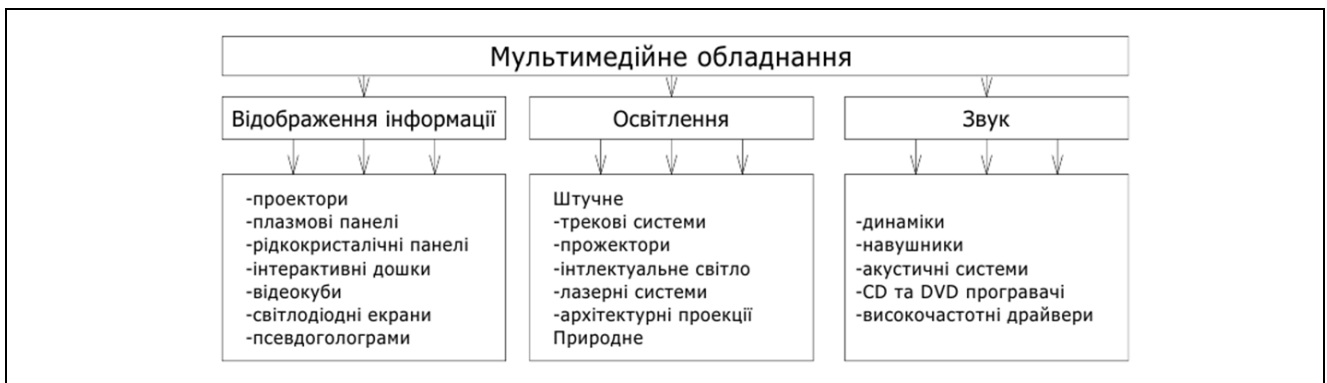 Мультимедійне обладнання
Відображення інформації
-проектори
-плазмові панелі
-рідкокристалічні панелі
-інтерактивні дошки
-відеокуби
-світлодіодні екрани
-псевдоголограми
Освітлення
Штучне
-трекові системи
-прожектори
-інтлектуальне світло
-лазерні системи
-архітектурні проекції
Природне
Звук
-динаміки
-навушники
-акустичні системи
-CD та DVD програвачі
-високочастотні драйвери